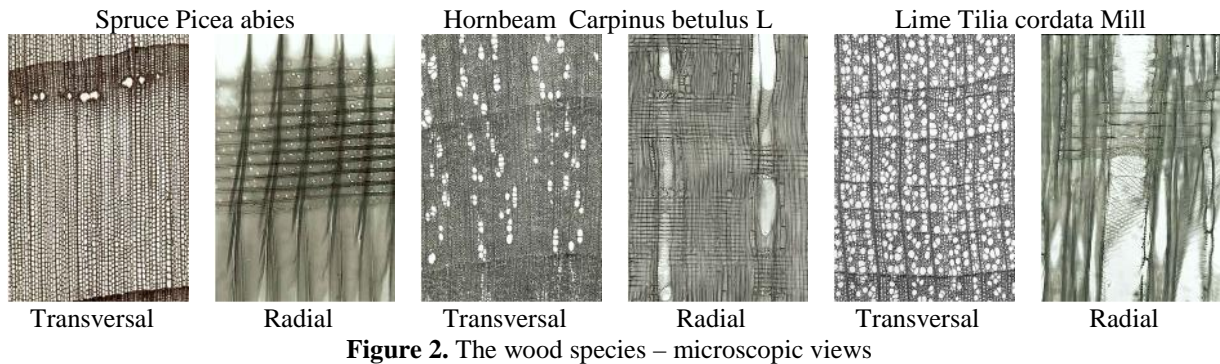 Spruce Picea abies Hornbeam Carpinus betulus L Lime Tilia cordata Mill
Transversal Radial Transversal Radial Transversal Radial
Figure 2. The wood species – microscopic views